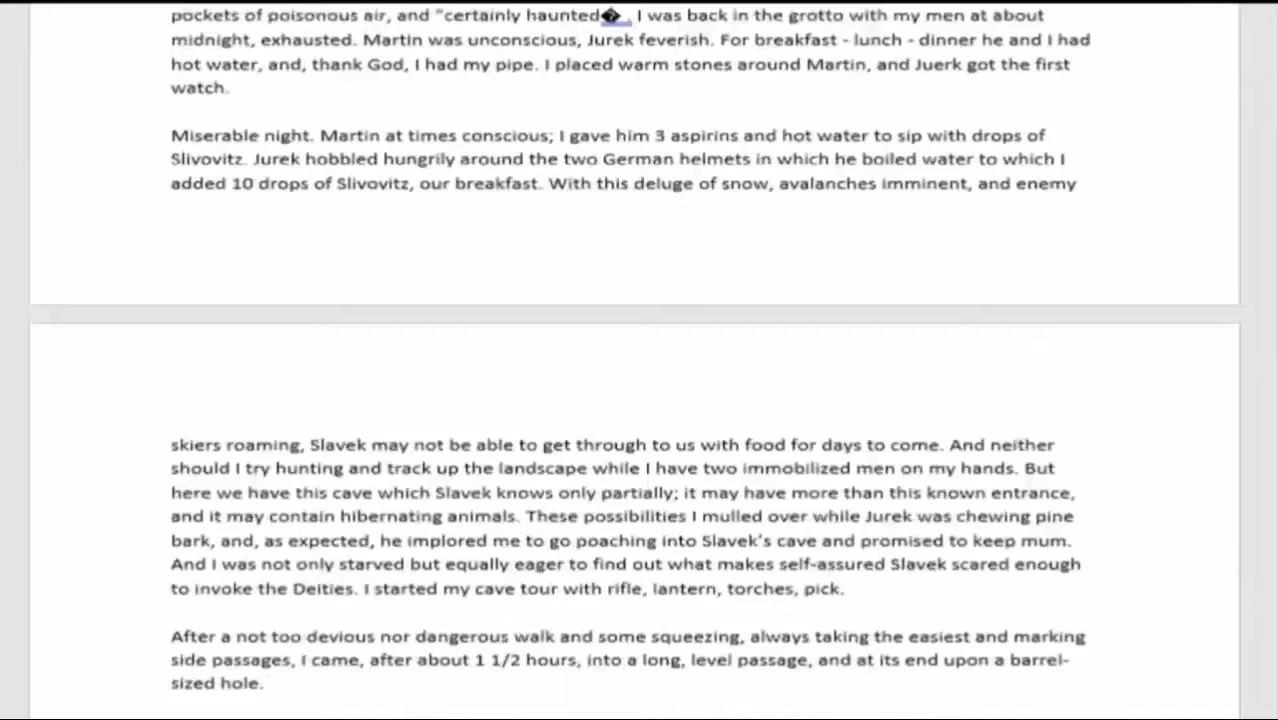 pockets of poisonous air, and "certainly haunted� . I was back in the grotto with my men at about
midnight, exhausted. Martin was unconscious, Jurek feverish. For breakfast - lunch - dinner he and I had
hot water, and, thank God, I had my pipe. I placed warm stones around Martin, and Juerk got the first
watch.
Miserable night. Martin at times conscious; I gave him 3 aspirins and hot water to sip with drops of
Slivovitz. Jurek hobbled hungrily around the two German helmets in which he boiled water to which I
added 10 drops of Slivovitz, our breakfast. With this deluge of snow, avalanches imminent, and enemy
skiers roaming, Slavek may not be able to get through to us with food for days to come. And neither
should I try hunting and track up the landscape while I have two immobilized men on my hands. But
here we have this cave which Slavek knows only partially; it may have more than this known entrance,
and it may contain hibernating animals. These possibilities I mulled over while Jurek was chewing pine
bark, and, as expected, he implored me to go poaching into Slavek's cave and promised to keep mum.
And I was not only starved but equally eager to find out what makes self-assured Slavek scared enough
to invoke the Deities. I started my cave tour with rifle, lantern, torches, pick.
After a not too devious nor dangerous walk and some squeezing, always taking the easiest and marking
side passages, I came, after about 1 1/2 hours, into a long, level passage, and at its end upon a barrel-
sized hole.